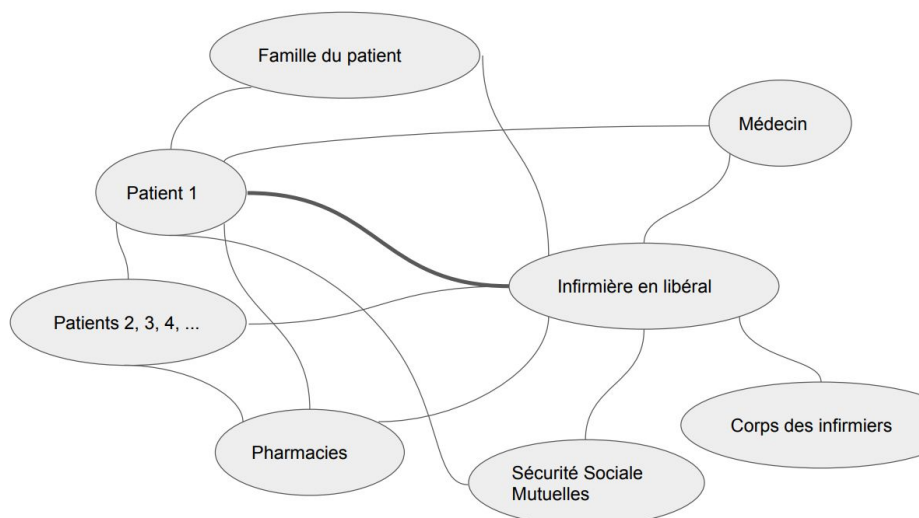 Famille du patient
Médecin
Patient 1
Infirmière en libéral
Patients 2, 3, 4, ...
Corps des infirmiers
Pharmacies
Sécurité Sociale
Mutuelles